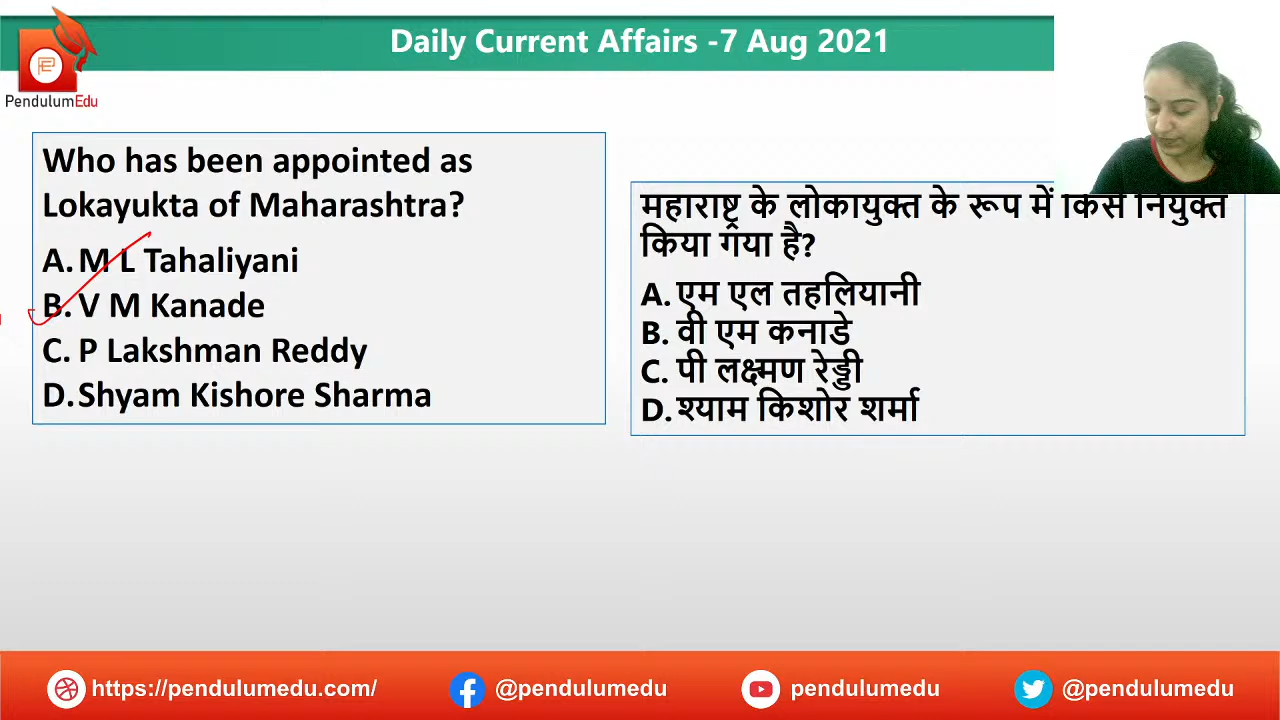 Daily Current Affairs -7 Aug 2021
PendulumEdu
Who has been appointed as
Lokayukta of Maharashtra?
A. M L Tahaliyani
B. V M Kanade
C. P Lakshman Reddy
D. Shyam Kishore Sharma
महाराष्ट्र के लोकायुक्त के रूप में किसे नियुक्त
किया गया है?
A. एम एल तहलियानी
B. वी एम कनाडे
C. पी लक्ष्मण रेड्डी
D. श्याम किशोर शर्मा
https://pendulumedu.com/ @pendulumedu pendulumedu @pendulumedu